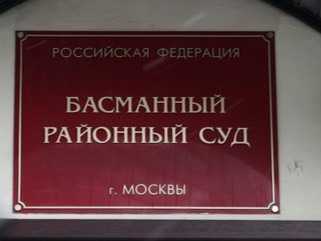 РОССИЙСКАЯ ФЕДЕРАЦИЯ
БАСМАННЫЙ
РАЙОННЫЙ СУД
г. МОСКВЫ